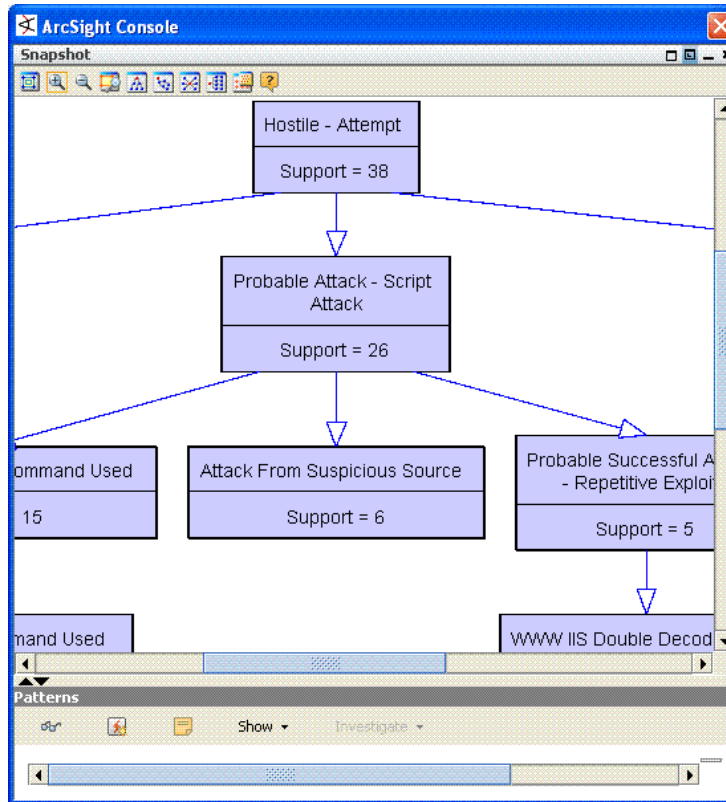 ArcSight Console
Snapshot
Hostile - Attempt
Support = 38
Probable Attack - Script
Attack
Support = 26
ommand Used
15
Attack From Suspicious Source
Support = 6
Probable Successful A
- Repetitive Exploi
Support = 5
mand Used
WWW IIS Double Decod
Patterns
Show
Investigate